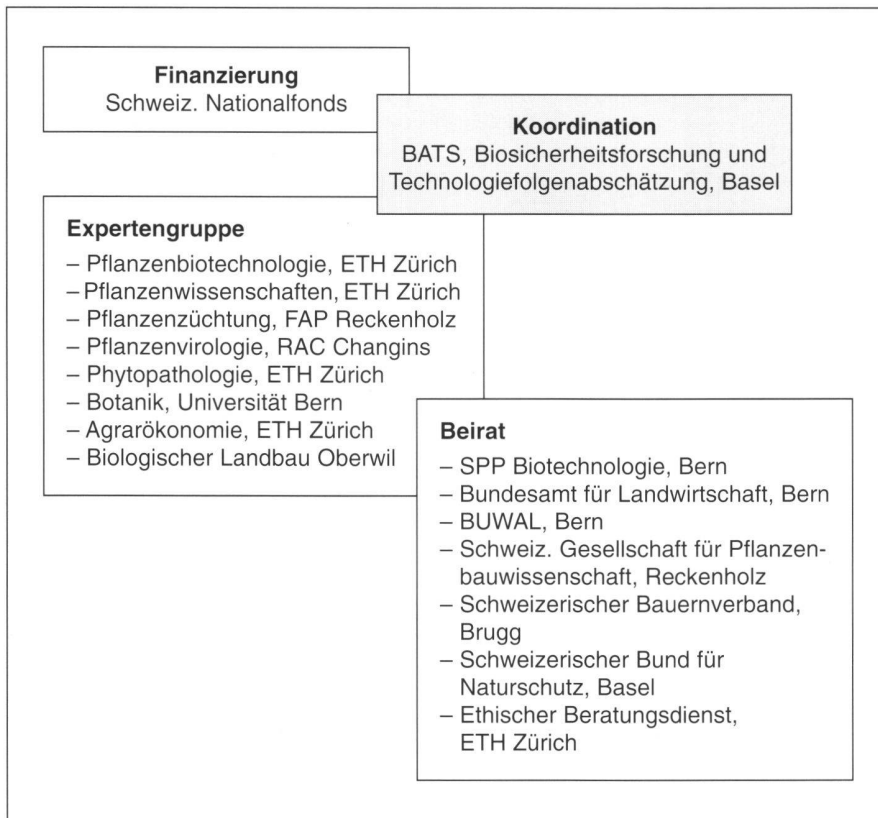 Finanzierung
Schweiz. Nationalfonds
Koordination
BATS, Biosicherheitsforschung und
Technologiefolgenabschätzung, Basel
Expertengruppe
– Pflanzenbiotechnologie, ETH Zürich
– Pflanzenwissenschaften, ETH Zürich
– Pflanzenzüchtung, FAP Reckenholz
– Pflanzenvirologie, RAC Changins
– Phytopathologie, ETH Zürich
– Botanik, Universität Bern
– Agrarökonomie, ETH Zürich
– Biologischer Landbau Oberwil
Beirat
– SPP Biotechnologie, Bern
– Bundesamt für Landwirtschaft, Bern
– BUWAL, Bern
– Schweiz. Gesellschaft für Pflanzen-
bauwissenschaft, Reckenholz
– Schweizerischer Bauernverband,
Brugg
– Schweizerischer Bund für
Naturschutz, Basel
– Ethischer Beratungsdienst,
ETH Zürich